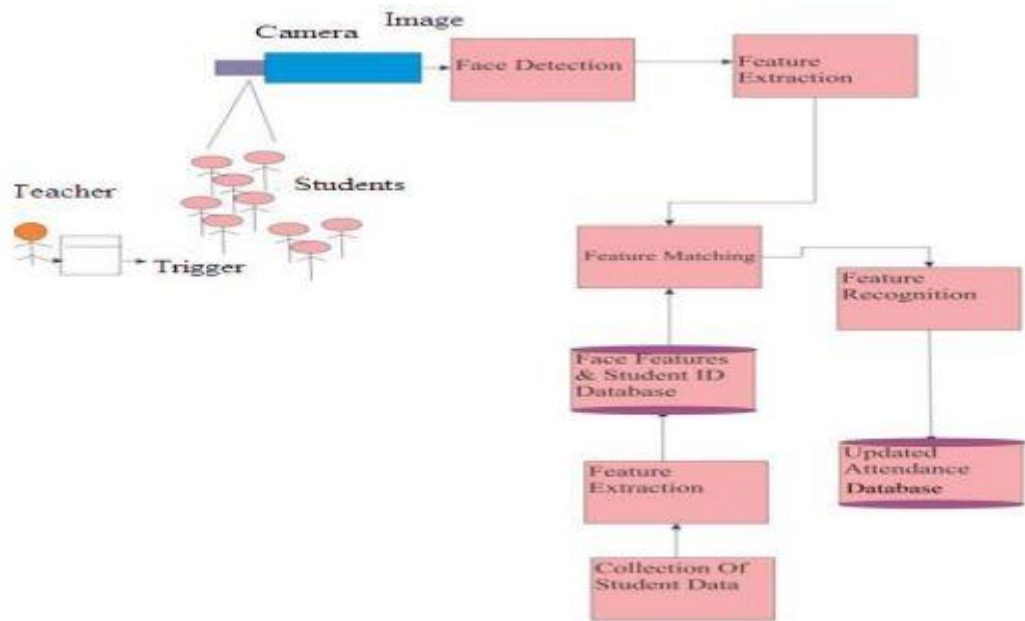 Image
Camera
Face Detection
Feature
Extraction
Teacher
Students
Trigger
Feature Matching
Feature
Recognition
Face Features
& Student ID
Database
Updated
Attendance
Database
Feature
Extraction
Collection Of
Student Data